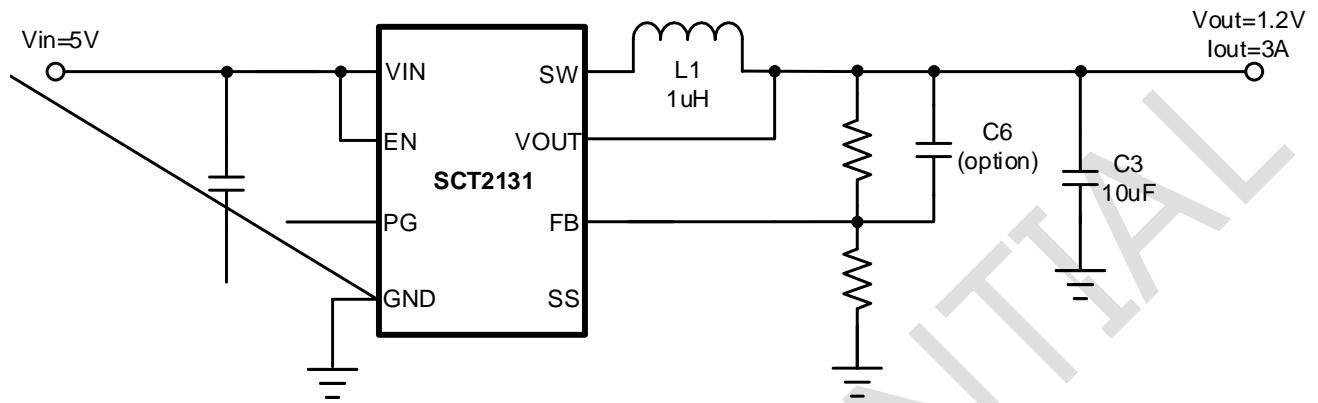 Vin=5V
VIN
EN
PG
GND
SCT2131
SW
VOUT
FB
SS
L1
1uH
C6
(option)
C3
10uF
Vout=1.2V
Iout=3A
NTIAL